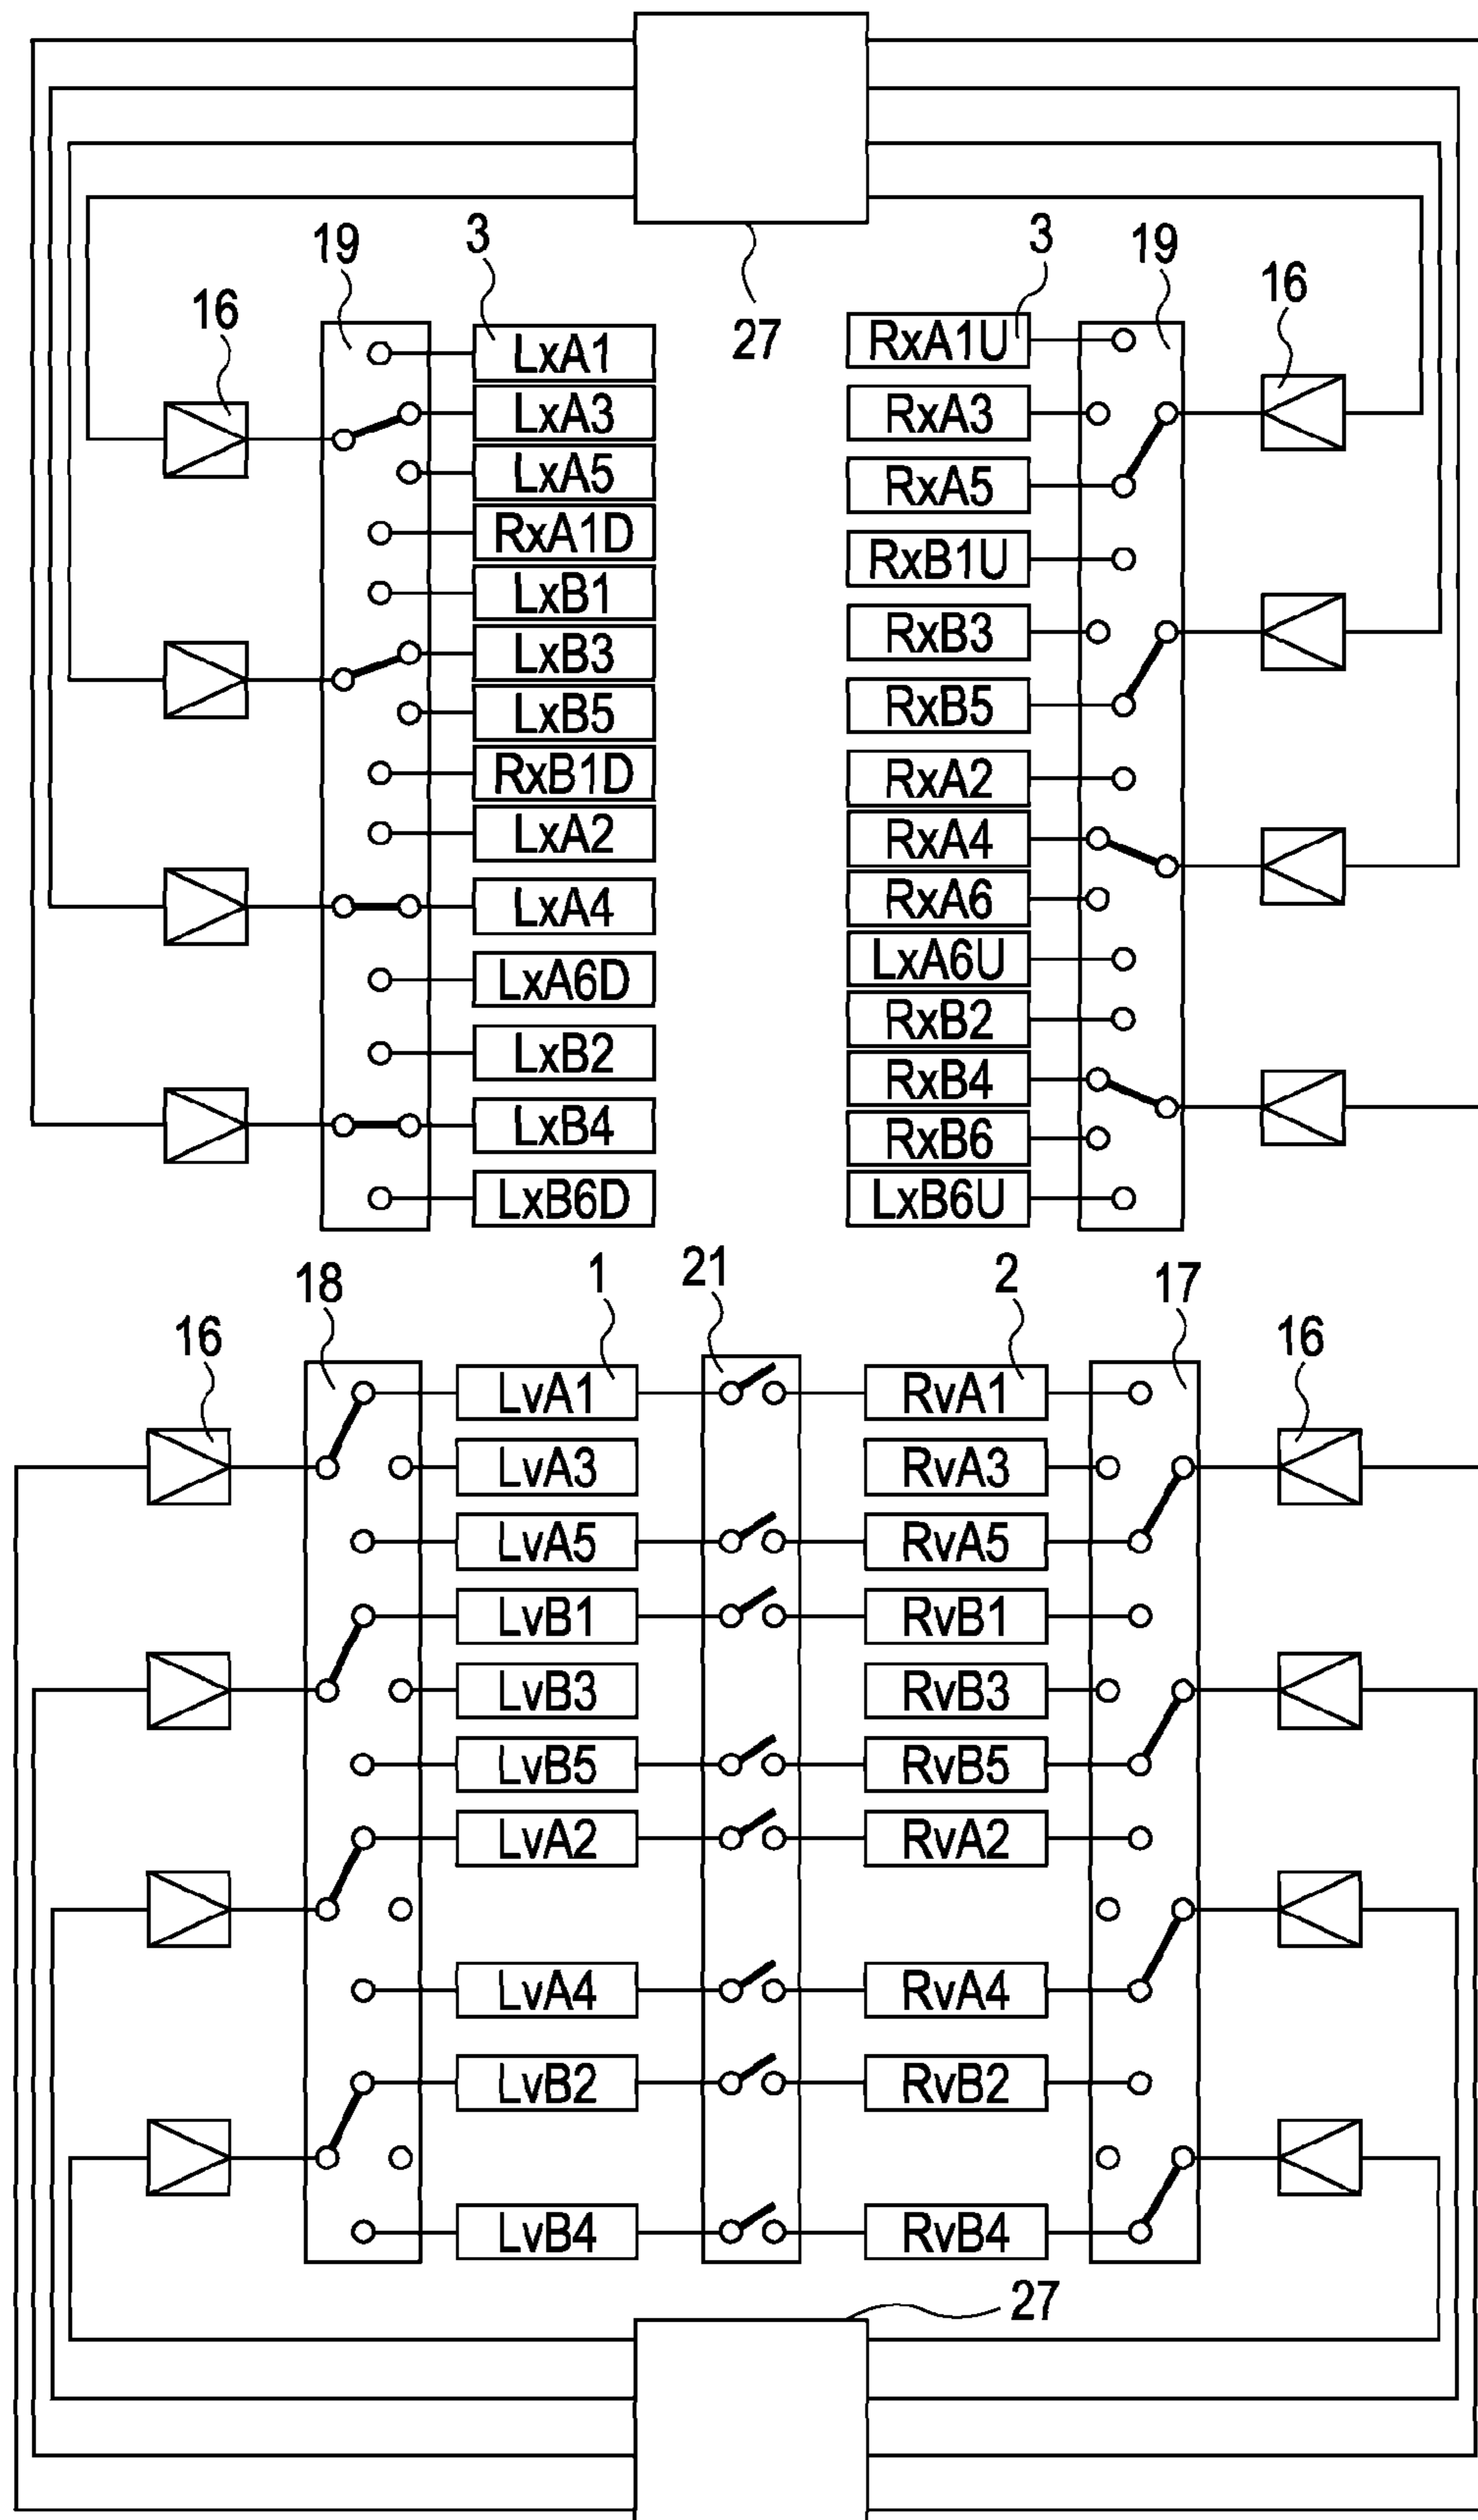 19 3 3 19
16 27 16
LxA1 RxA1U
LxA3 RxA3
LxA5 RxA5
RxA1D RxB1U
LxB1
LxB3 RxB3
LxB5 RxB5
RxB1D RxA2
LxA2 RxA4
LxA4 RxA6
LxA6D LxA6U
LxB2 RxB2
LxB4 RxB4
RxB6
LxB6D LxB6U
18 1 21 2 17
16 16
LvA1 RvA1
LvA3 RvA3
LvA5 RvA5
LvB1 RvB1
LvB3 RvB3
LvB5 RvB5
LvA2 RvA2
LvA4 RvA4
LvB2 RvB2
LvB4 RvB4
27